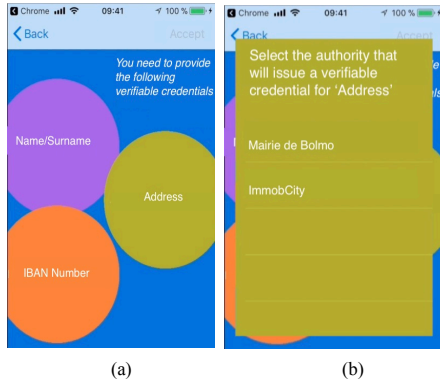 Chrome 09:41 100 %
Back Accept
You need to provide
the following
verifiable credentials
Name/Surname
Address
IBAN Number
(a)
Chrome 09:41 100 %
Back Accept
Select the authority that
will issue a verifiable
credential for ‘Address’
Mairie de Bolmo
ImmobCity
(b)